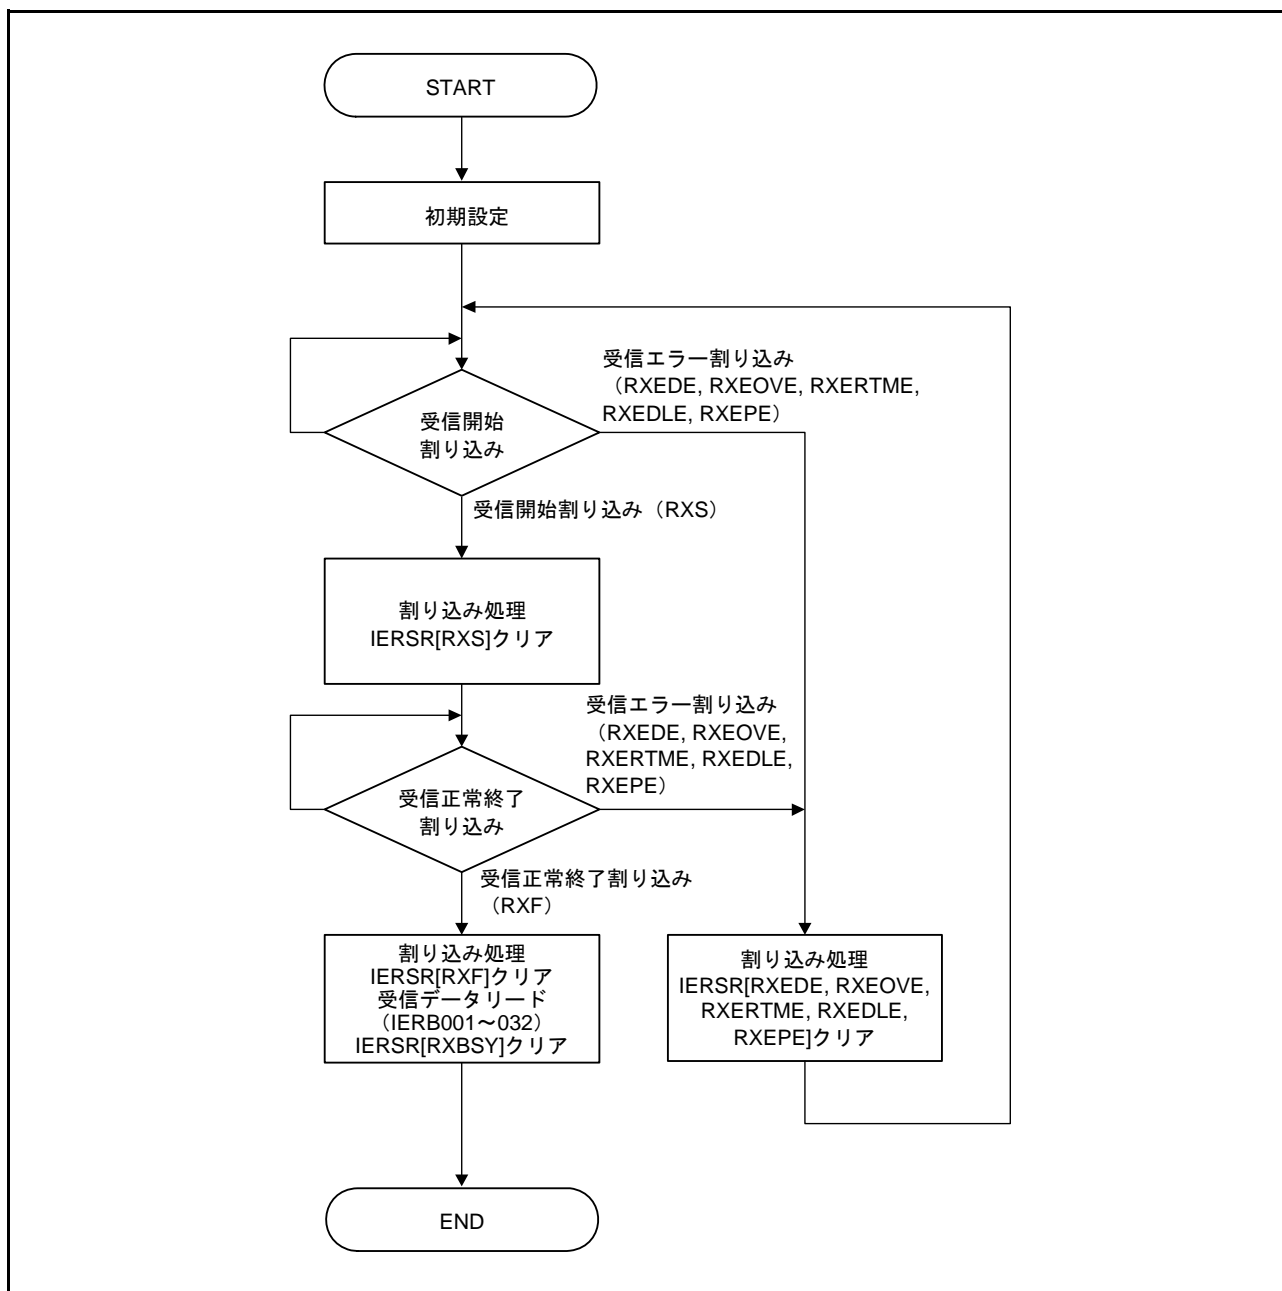 START
初期設定
受信エラー割り込み
（RXEDE, RXEOVE, RXERTME,
RXEDLE, RXEPE）
受信開始
割り込み
受信開始割り込み（RXS）
割り込み処理
IERSR[RXS]クリア
受信エラー割り込み
（RXEDE, RXEOVE,
RXERTME, RXEDLE,
RXEPE）
受信正常終了
割り込み
受信正常終了割り込み
（RXF）
割り込み処理
IERSR[RXF]クリア
受信データリード
（IERB001～032）
IERSR[RXBSY]クリア
割り込み処理
IERSR[RXEDE, RXEOVE,
RXERTME, RXEDLE,
RXEPE]クリア
END